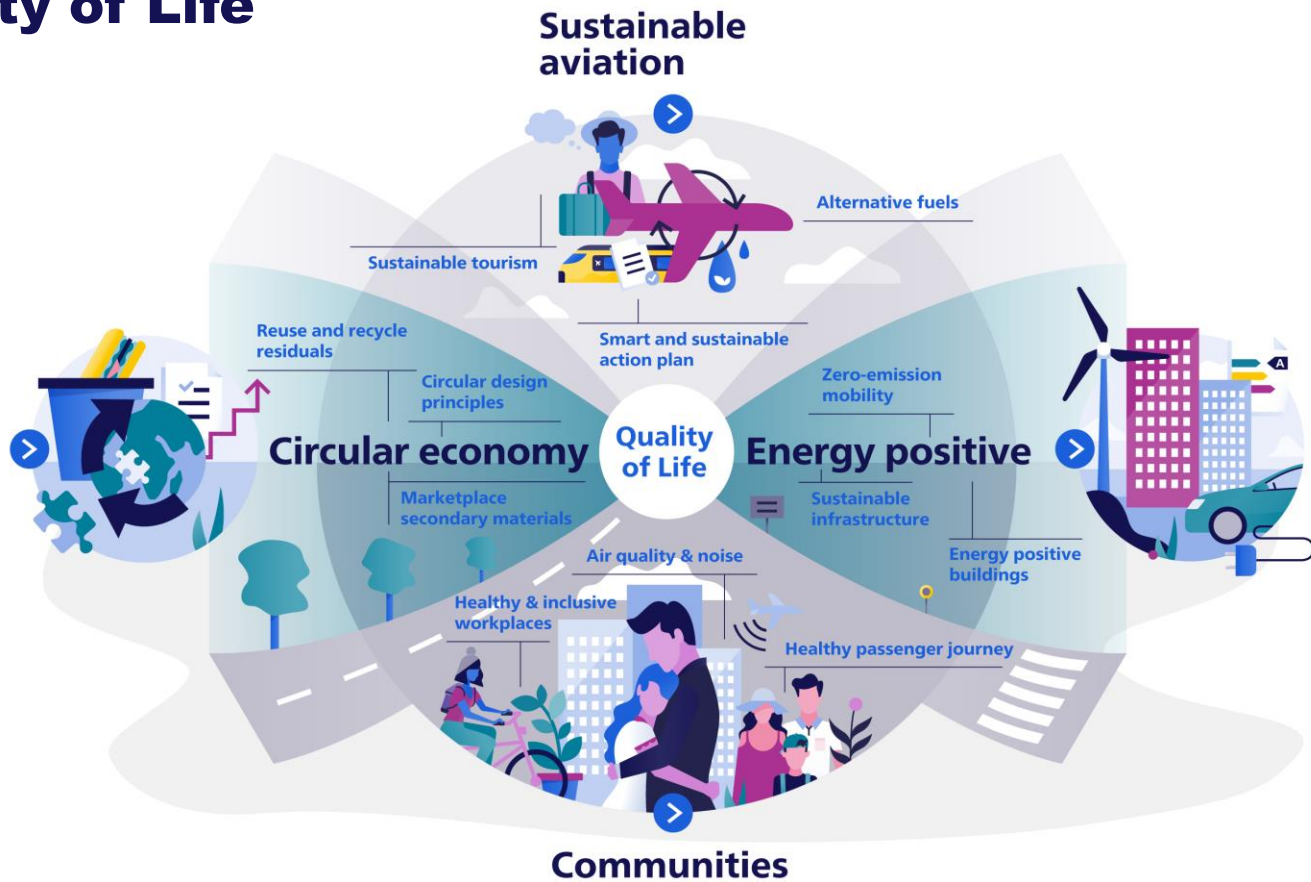 ty of Life
Sustainable
aviation
Alternative fuels
Sustainable tourism
Smart and sustainable
action plan
Reuse and recycle
residuals
Circular design
principles
Zero-emission
mobility
A
Circular economy
Quality
of Life
Energy positive
Marketplace
secondary materials
Sustainable
infrastructure
Energy positive
buildings
Air quality & noise
Healthy & inclusive
workplaces
Healthy passenger journey
Communities